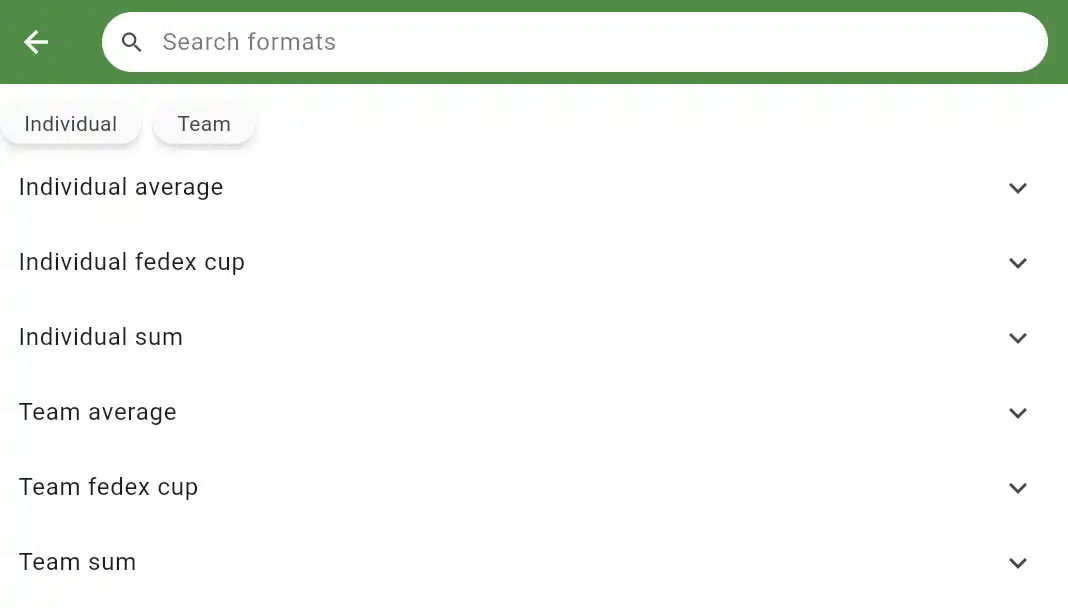 Search formats
Individual Team
Individual average
Individual fedex cup
Individual sum
Team average
Team fedex cup
Team sum